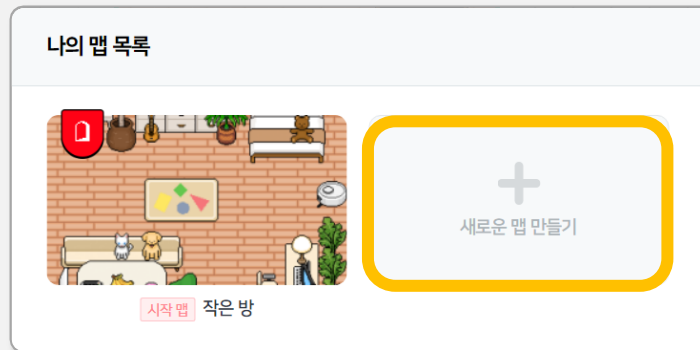 나의 맵 목록
새로운 맵 만들기
시작 맵 작은 방